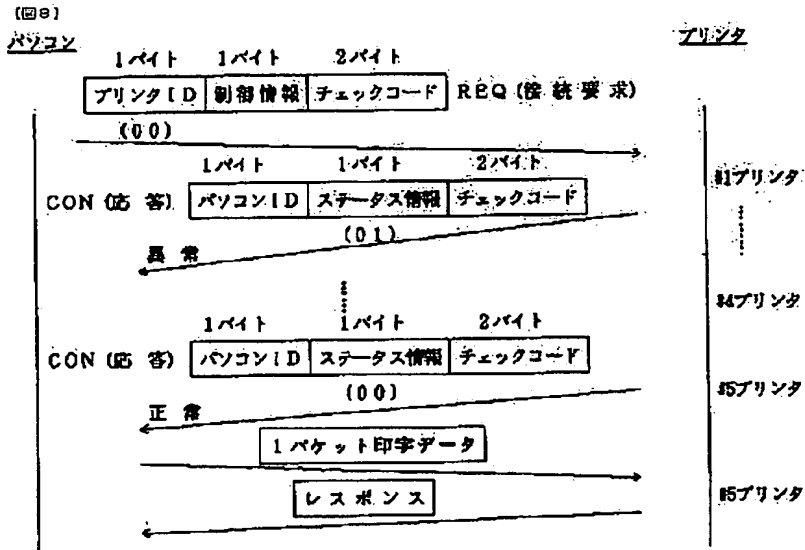 【図8】
パソコン
プリンタ
1バイト 1バイト 2バイト
プリンタID 制御情報 チェックコード REQ(接続要求)
(00)
1バイト 1バイト 2バイト
#1プリンタ
CON(応答) パソコンID ステータス情報 チェックコード
(01)
異常
#4プリンタ
1バイト 1バイト 2バイト
CON(応答) パソコンID ステータス情報 チェックコード
(00)
#5プリンタ
正常
1パケット印字データ
レスポンス
#5プリンタ